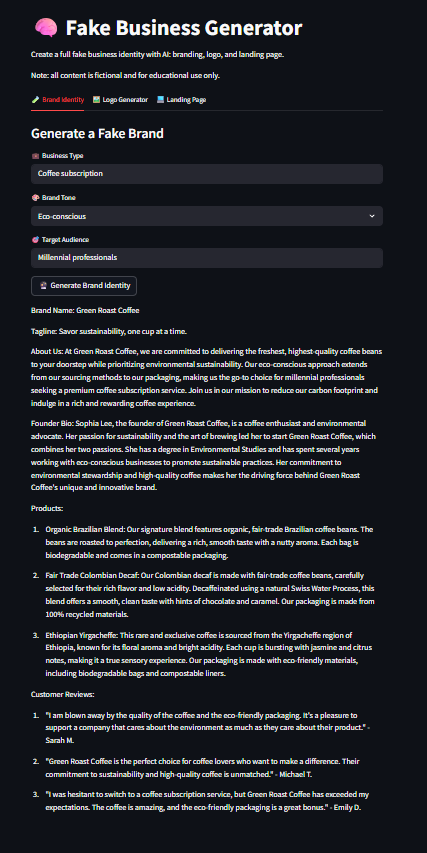 Fake Business Generator
Create a full fake business identity with AI: branding, logo, and landing page.
Note: all content is fictional and for educational use only.
Brand Identity Logo Generator Landing Page
Generate a Fake Brand
Business Type
Coffee subscription
Brand Tone
Eco-conscious
Target Audience
Millennial professionals
Generate Brand Identity
Brand Name: Green Roast Coffee
Tagline: Savor sustainability, one cup at a time.
About Us: At Green Roast Coffee, we are committed to delivering the freshest, highest-quality coffee beans
to your doorstep while prioritizing environmental sustainability. Our eco-conscious approach extends
from our sourcing methods to our packaging, making us the go-to choice for millennial professionals
seeking a premium coffee subscription service. Join us in our mission to reduce our carbon footprint and
indulge in a rich and rewarding coffee experience.
Founder Bio: Sophia Lee, the founder of Green Roast Coffee, is a coffee enthusiast and environmental
advocate. Her passion for sustainability and the art of brewing led her to start Green Roast Coffee, which
combines her two passions. She has a degree in Environmental Studies and has spent several years
working with eco-conscious businesses to promote sustainable practices. Her commitment to
environmental stewardship and high-quality coffee makes her the driving force behind Green Roast
Coffee's unique and innovative brand.
Products:
1. Organic Brazilian Blend: Our signature blend features organic, fair-trade Brazilian coffee beans. The
beans are roasted to perfection, delivering a rich, smooth taste with a nutty aroma. Each bag is
biodegradable and comes in a compostable packaging.
2. Fair Trade Colombian Decaf: Our Colombian decaf is made with fair-trade coffee beans, carefully
selected for their rich flavor and low acidity. Decaffeinated using a natural Swiss Water Process, this
blend offers a smooth, clean taste with hints of chocolate and caramel. Our packaging is made from
100% recycled materials.
3. Ethiopian Yirgacheffe: This rare and exclusive coffee is sourced from the Yirgacheffe region of
Ethiopia, known for its floral aroma and bright acidity. Each cup is bursting with jasmine and citrus
notes, making it a true sensory experience. Our packaging is made with eco-friendly materials,
including biodegradable bags and compostable liners.
Customer Reviews:
1. "I am blown away by the quality of the coffee and the eco-friendly packaging. It's a pleasure to
support a company that cares about the environment as much as they care about their product." -
Sarah M.
2. "Green Roast Coffee is the perfect choice for coffee lovers who want to make a difference. Their
commitment to sustainability and high-quality coffee is unmatched." - Michael T.
3. "I was hesitant to switch to a coffee subscription service, but Green Roast Coffee has exceeded my
expectations. The coffee is amazing, and the eco-friendly packaging is a great bonus." - Emily D.